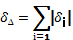 δ_Δ = ∑_{i=1}^{m} |δ_i|